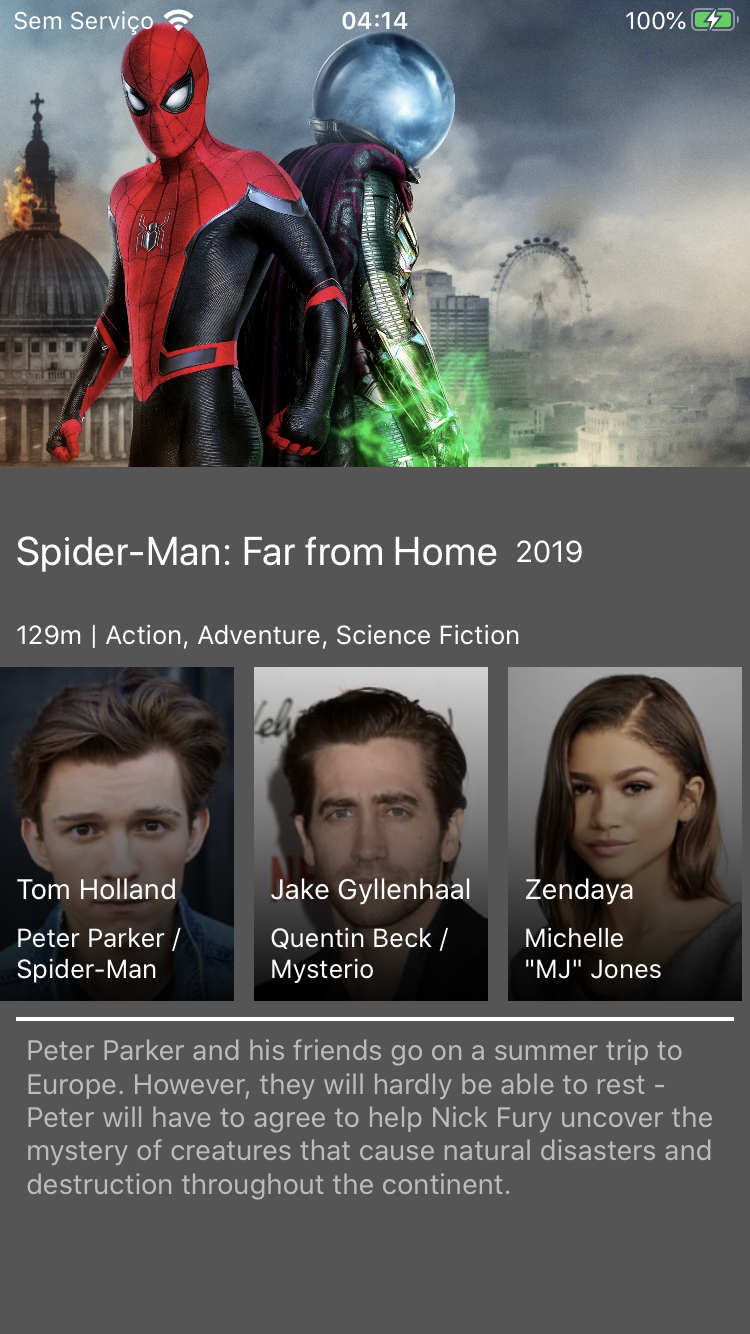 Sem Serviço 04:14 100%
Spider-Man: Far from Home 2019
129m | Action, Adventure, Science Fiction
Tom Holland
Peter Parker /
Spider-Man
Jake Gyllenhaal
Quentin Beck /
Mysterio
Zendaya
Michelle
"MJ" Jones
Peter Parker and his friends go on a summer trip to
Europe. However, they will hardly be able to rest -
Peter will have to agree to help Nick Fury uncover the
mystery of creatures that cause natural disasters and
destruction throughout the continent.